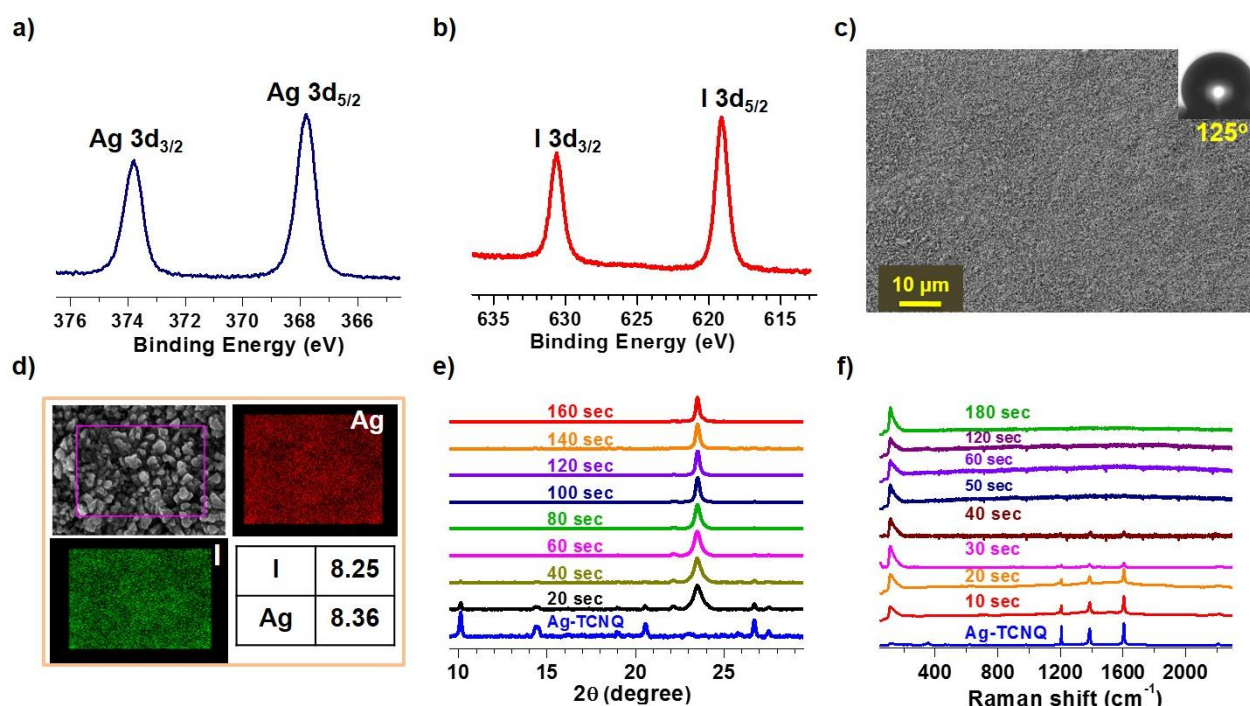 a)
Ag 3d5/2
Ag 3d3/2
376 374 372 370 368 366
Binding Energy (eV)
b)
I 3d5/2
I 3d3/2
635 630 625 620 615
Binding Energy (eV)
c)
125º
10 µm
d)
Ag
I 8.25
Ag 8.36
e)
160 sec
140 sec
120 sec
100 sec
80 sec
60 sec
40 sec
20 sec
Ag-TCNQ
10 15 20 25
2θ (degree)
f)
180 sec
120 sec
60 sec
50 sec
40 sec
30 sec
20 sec
10 sec
Ag-TCNQ
400 800 1200 1600 2000
Raman shift (cm-1)